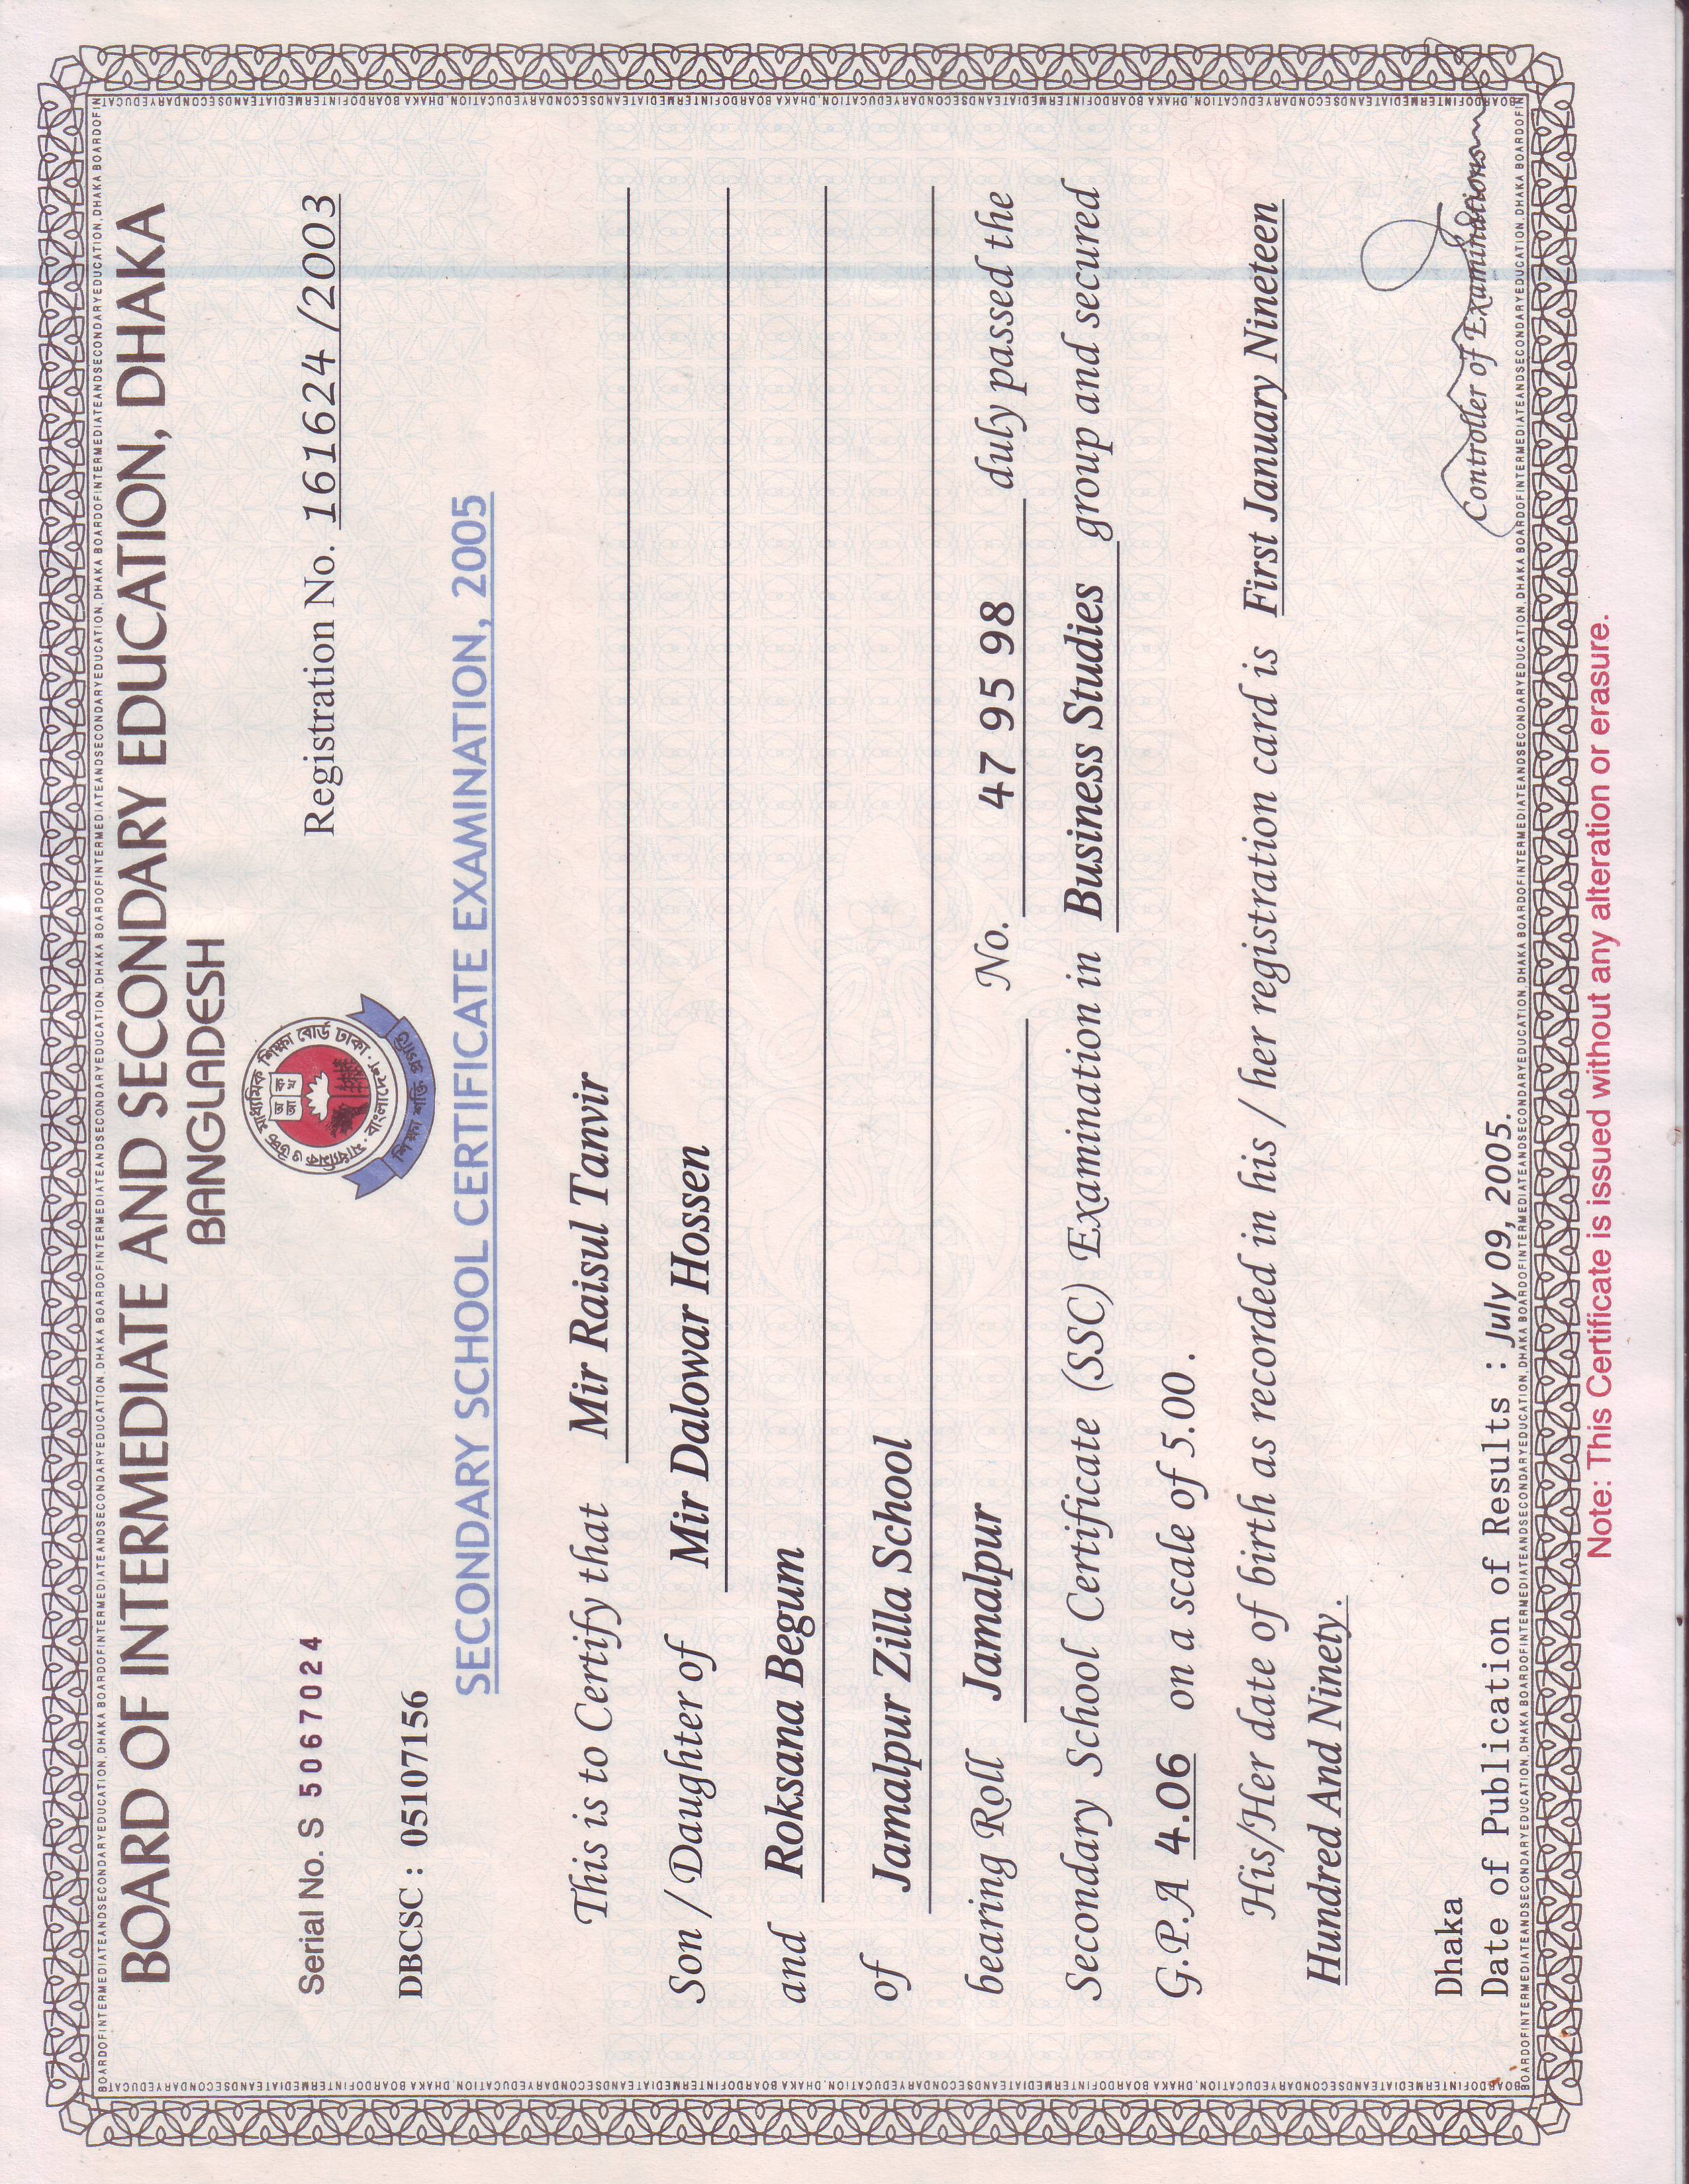 BOARD OF INTERMEDIATE AND SECONDARY EDUCATION, DHAKA
BANGLADESH
Serial No. S 5067024
Registration No. 161624 /2003
মাধ্যমিক ও উচ্চ মাধ্যমিক শিক্ষা বোর্ড ঢাকা · বাংলাদেশ ·
অ আ ক খ
শিক্ষা শক্তি প্রগতি
DBCSC : 05107156
SECONDARY SCHOOL CERTIFICATE EXAMINATION, 2005
This is to Certify that Mir Raisul Tanvir
Son / Daughter of Mir Dalowar Hossen
and Roksana Begum
of Jamalpur Zilla School
bearing Roll Jamalpur No. 47 95 98 duly passed the
Secondary School Certificate (SSC) Examination in Business Studies group and secured
G.P.A 4.06 on a scale of 5.00 .
His/Her date of birth as recorded in his / her registration card is First January Nineteen
Hundred And Ninety .
Dhaka
Date of Publication of Results : July 09, 2005.
Controller of Examinations
Note: This Certificate is issued without any alteration or erasure.